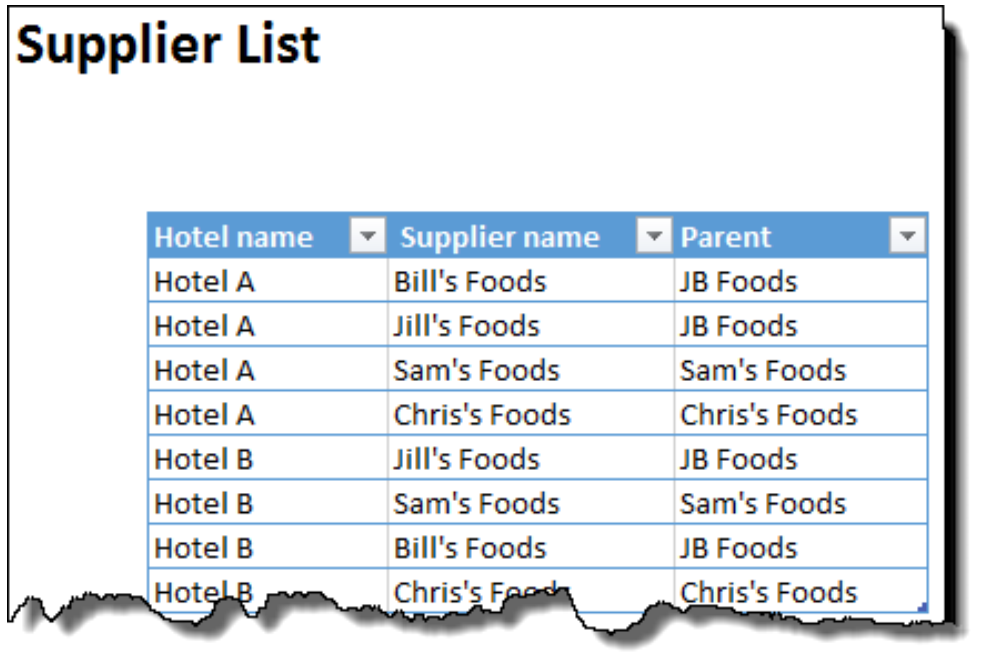 Supplier List
Hotel name Supplier name Parent
Hotel A Bill's Foods JB Foods
Hotel A Jill's Foods JB Foods
Hotel A Sam's Foods Sam's Foods
Hotel A Chris's Foods Chris's Foods
Hotel B Jill's Foods JB Foods
Hotel B Sam's Foods Sam's Foods
Hotel B Bill's Foods JB Foods
Hotel B Chris's Foods Chris's Foods